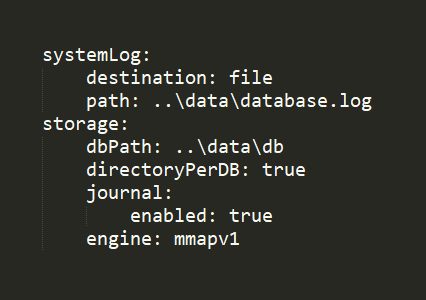 systemLog:
    destination: file
    path: ..\data\database.log
storage:
    dbPath: ..\data\db
    directoryPerDB: true
    journal:
        enabled: true
    engine: mmapv1